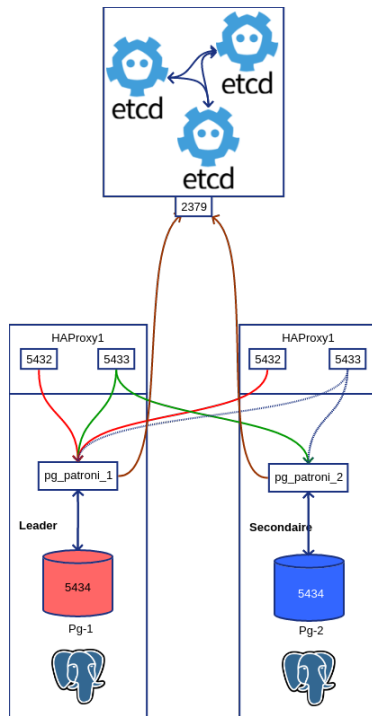 etcd
etcd
etcd
2379
HAProxy1
HAProxy1
5432
5433
5432
5433
pg_patroni_1
pg_patroni_2
Leader
Secondaire
5434
5434
Pg-1
Pg-2